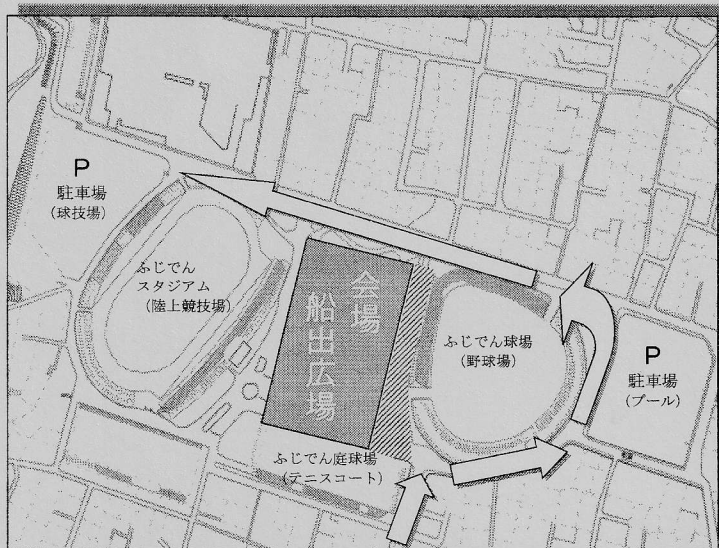 P
駐車場
（球技場）
ふじでん
スタジアム
（陸上競技場）
会場
船出広場
ふじでん球場
（野球場）
P
駐車場
（プール）
ふじでん庭球場
（テニスコート）